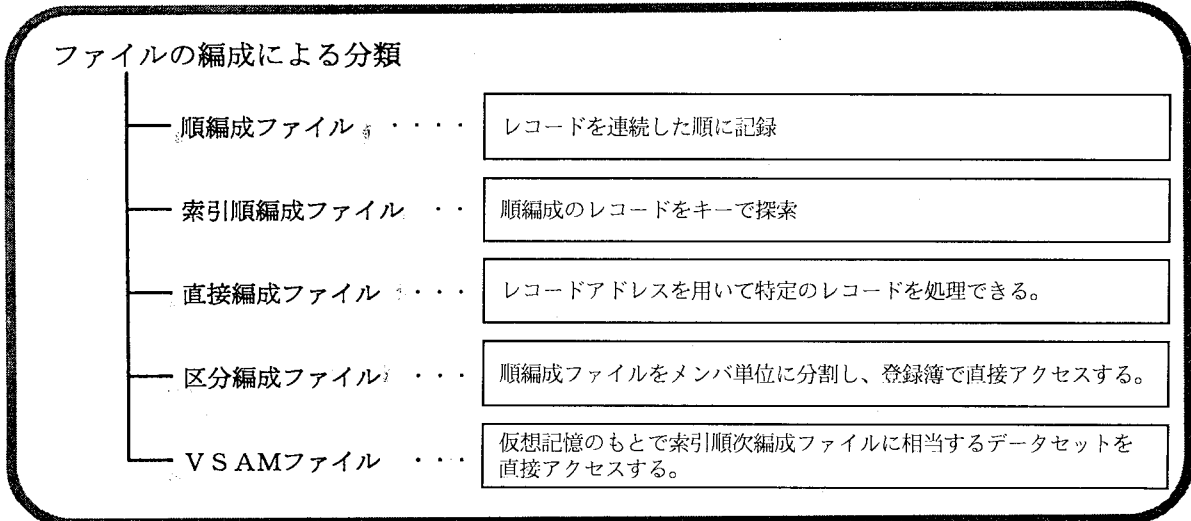 ファイルの編成による分類
順編成ファイル ・・・・ レコードを連続した順に記録
索引順編成ファイル ・・ 順編成のレコードをキーで探索
直接編成ファイル ・・・ レコードアドレスを用いて特定のレコードを処理できる。
区分編成ファイル ・・・ 順編成ファイルをメンバ単位に分割し、登録簿で直接アクセスする。
VSAMファイル ・・・ 仮想記憶のもとで索引順次編成ファイルに相当するデータセットを
直接アクセスする。